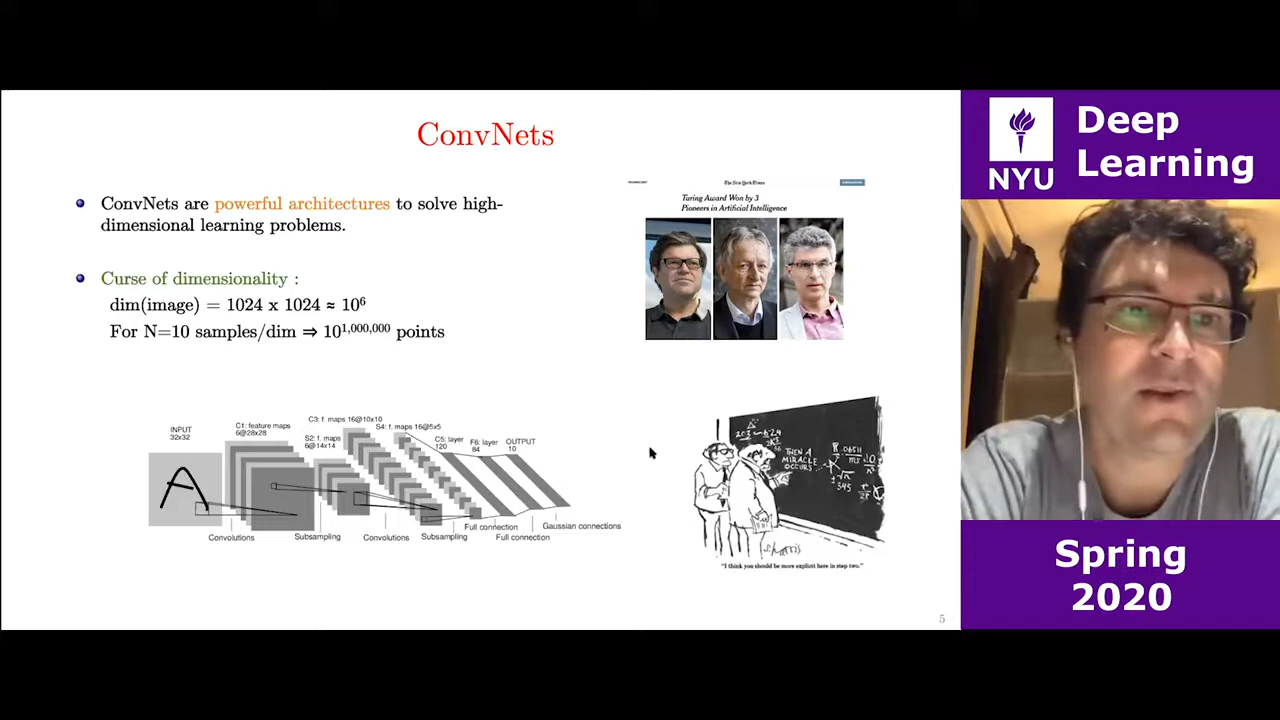 ConvNets
ConvNets are powerful architectures to solve high-
dimensional learning problems.
Curse of dimensionality :
dim(image) = 1024 x 1024 ≈ 10⁶
For N=10 samples/dim ⇒ 10¹,⁰⁰⁰,⁰⁰⁰ points
The New York Times
Turing Award Won by 3
Pioneers in Artificial Intelligence
INPUT
32x32
C1: feature maps
6@28x28
C3: f. maps 16@10x10
S2: f. maps
6@14x14
S4: f. maps 16@5x5
C5: layer
120
F6: layer
84
OUTPUT
10
Convolutions
Subsampling
Convolutions
Subsampling
Full connection
Full connection
Gaussian connections
A
THEN A
MIRACLE
OCCURS
S. Harris
"I think you should be more explicit here in step two."
5
NYU
Deep
Learning
Spring
2020